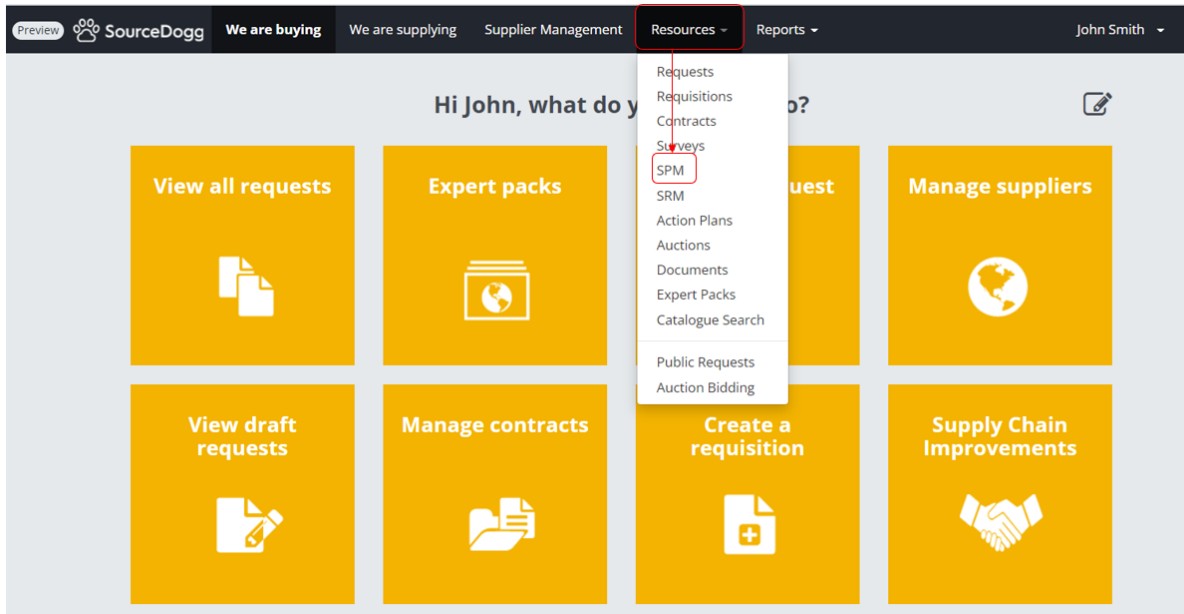 Preview SourceDogg We are buying We are supplying Supplier Management Resources Reports John Smith
Hi John, what do y o?
Requests
Requisitions
Contracts
Surveys
SPM
SRM
Action Plans
Auctions
Documents
Expert Packs
Catalogue Search
Public Requests
Auction Bidding
View all requests
Expert packs
uest
Manage suppliers
View draft
requests
Manage contracts
Create a
requisition
Supply Chain
Improvements